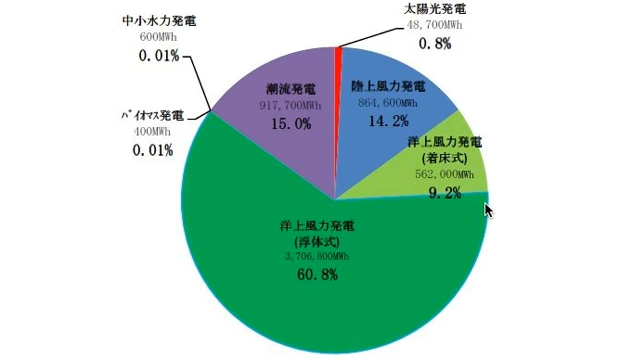 太陽光発電
48,700MWh
0.8%
陸上風力発電
864,600MWh
14.2%
洋上風力発電
(着床式)
562,000MWh
9.2%
洋上風力発電
(浮体式)
3,706,800MWh
60.8%
ﾊﾞｲｵﾏｽ発電
400MWh
0.01%
中小水力発電
600MWh
0.01%
潮流発電
917,700MWh
15.0%